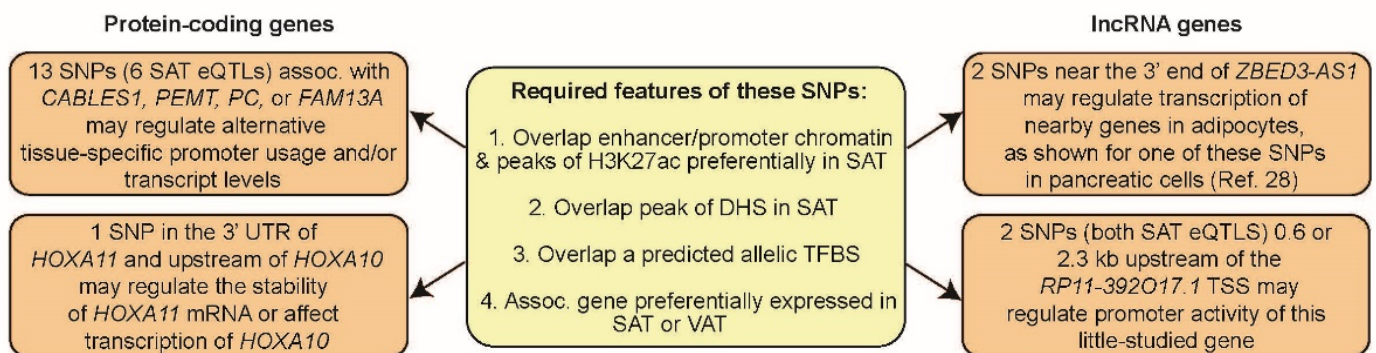 Protein-coding genes
13 SNPs (6 SAT eQTLs) assoc. with
CABLES1, PEMT, PC, or FAM13A
may regulate alternative
tissue-specific promoter usage and/or
transcript levels
1 SNP in the 3' UTR of
HOXA11 and upstream of HOXA10
may regulate the stability
of HOXA11 mRNA or affect
transcription of HOXA10
Required features of these SNPs:
1. Overlap enhancer/promoter chromatin
& peaks of H3K27ac preferentially in SAT
2. Overlap peak of DHS in SAT
3. Overlap a predicted allelic TFBS
4. Assoc. gene preferentially expressed in
SAT or VAT
lncRNA genes
2 SNPs near the 3' end of ZBED3-AS1
may regulate transcription of
nearby genes in adipocytes,
as shown for one of these SNPs
in pancreatic cells (Ref. 28)
2 SNPs (both SAT eQTLS) 0.6 or
2.3 kb upstream of the
RP11-392O17.1 TSS may
regulate promoter activity of this
little-studied gene